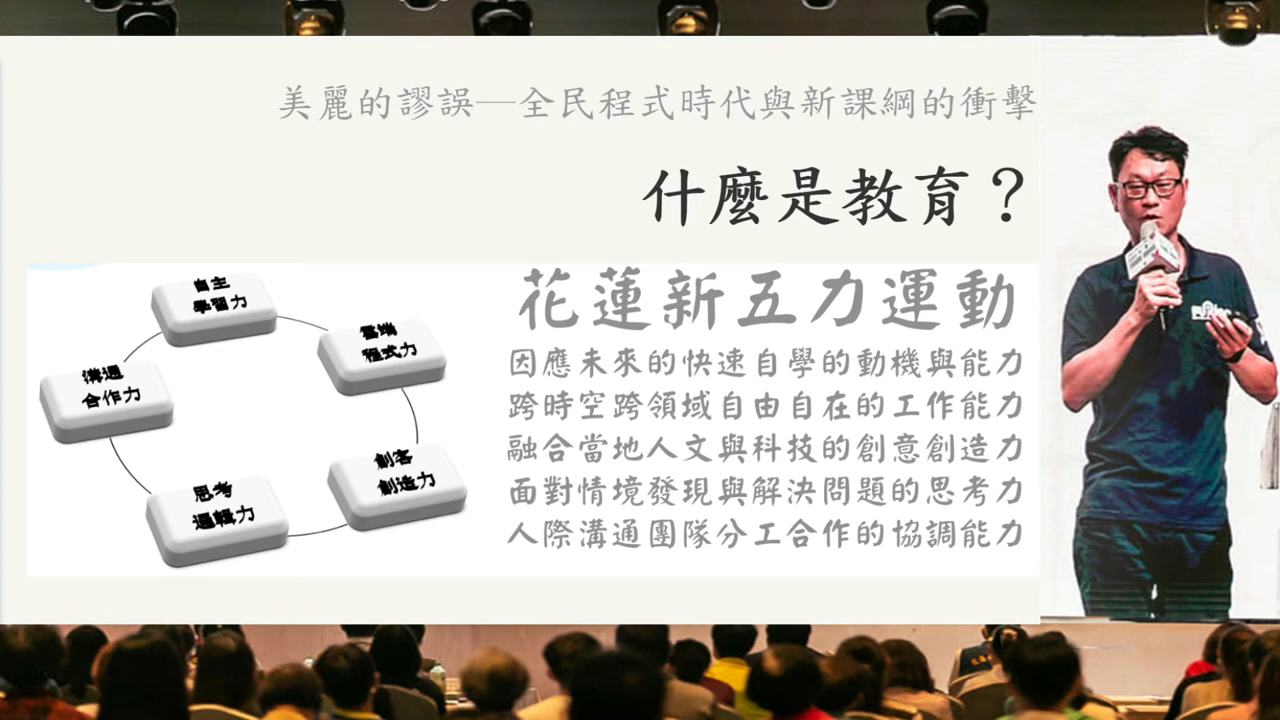 美麗的謬誤—全民程式時代與新課綱的衝擊
什麼是教育？
花蓮新五力運動
因應未來的快速自學的動機與能力
跨時空跨領域自由自在的工作能力
融合當地人文與科技的創意創造力
面對情境發現與解決問題的思考力
人際溝通團隊分工合作的協調能力
自主
學習力
雲端
程式力
創客
創造力
思考
邏輯力
溝通
合作力